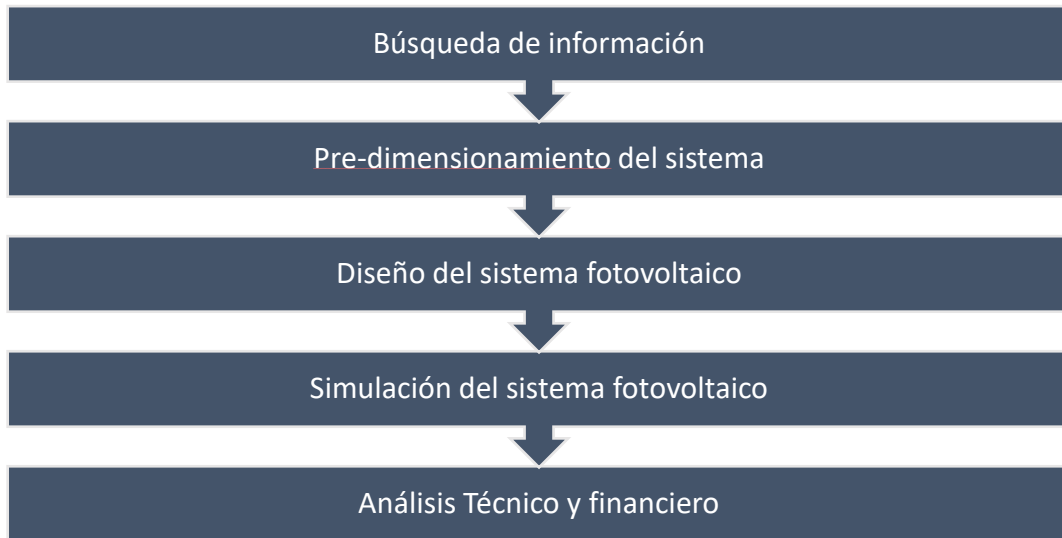 Búsqueda de información
Pre-dimensionamiento del sistema
Diseño del sistema fotovoltaico
Simulación del sistema fotovoltaico
Análisis Técnico y financiero